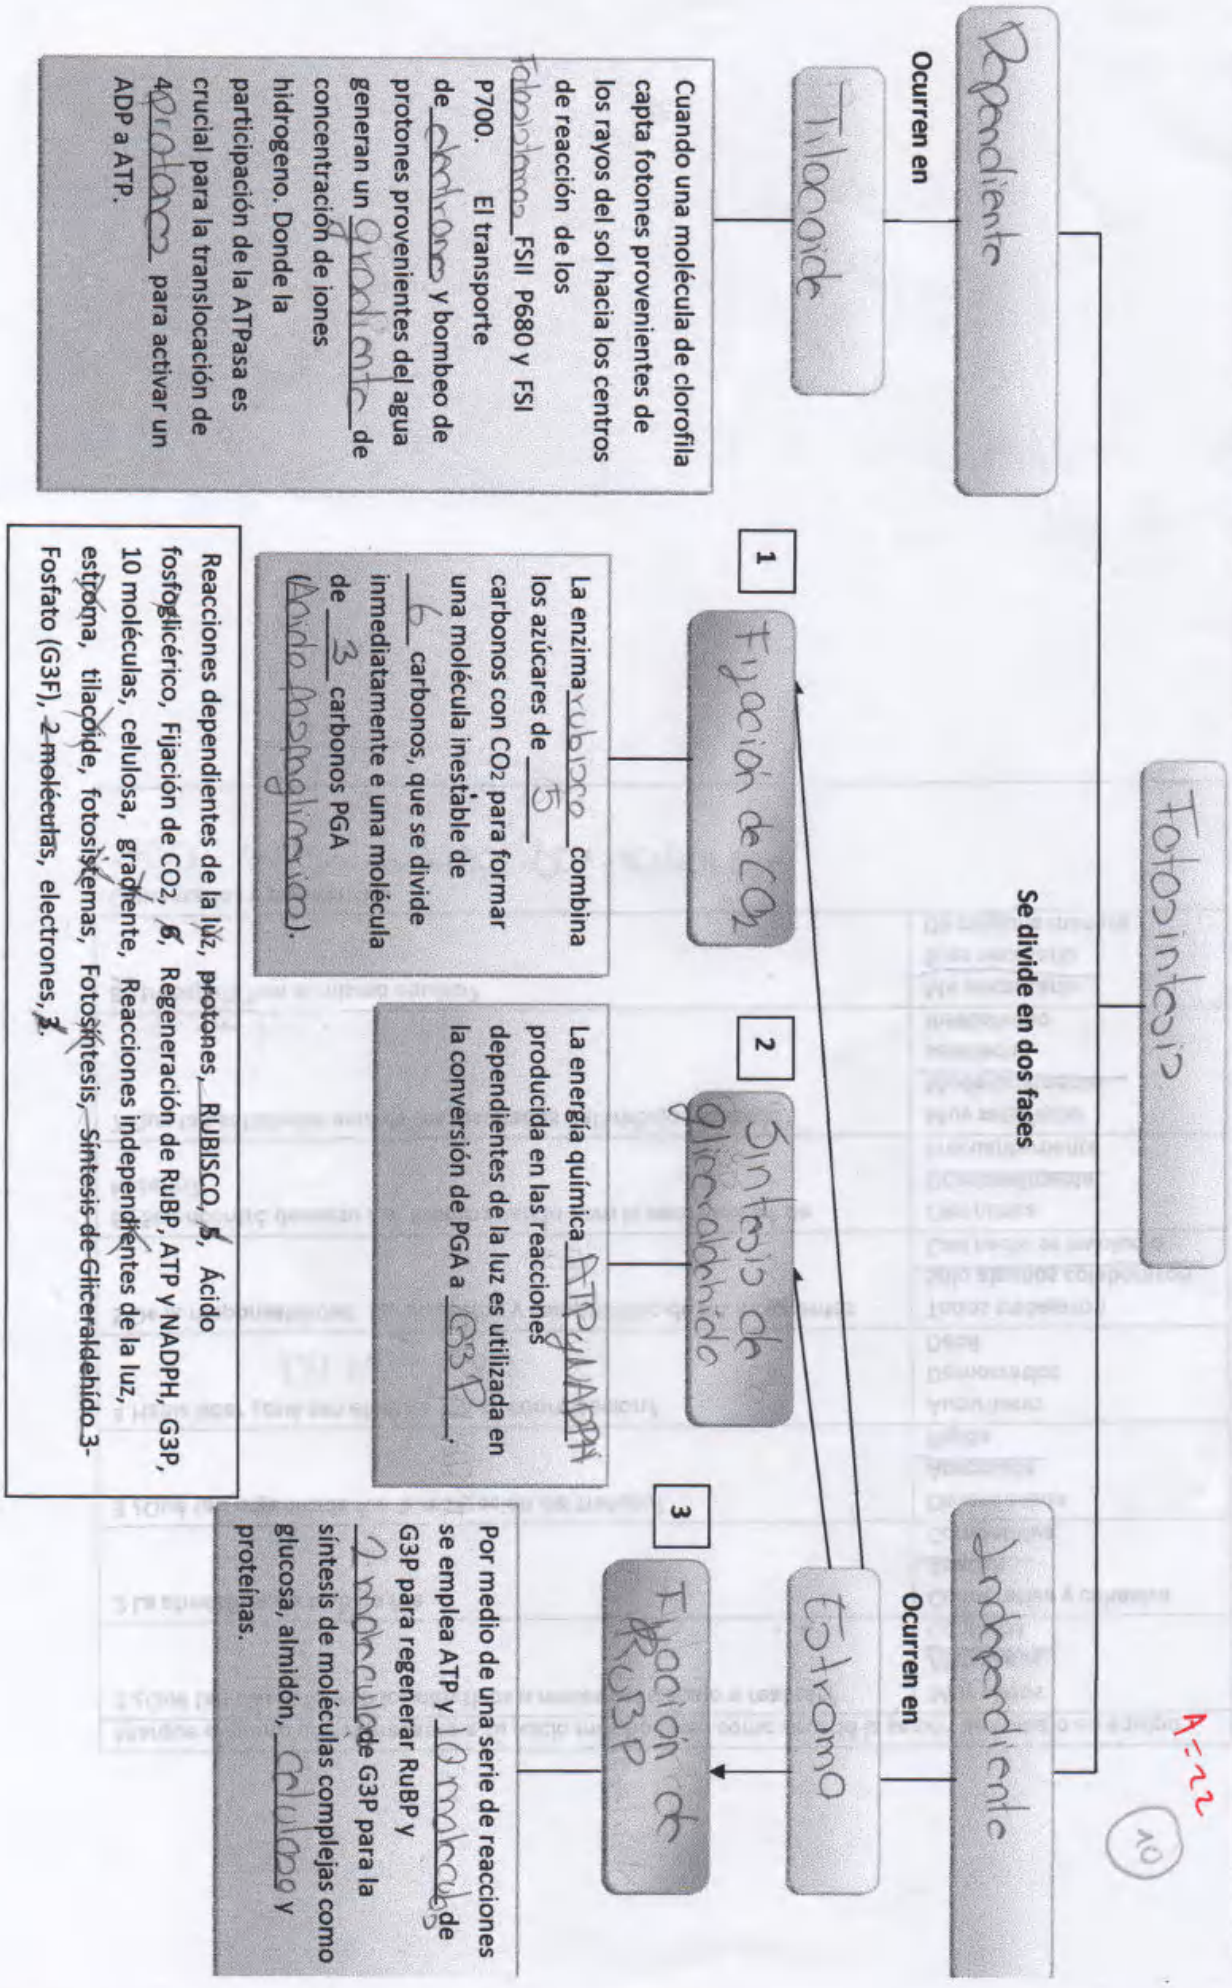 A=22
10
Fotosintesis
Se divide en dos fases
Dependiente
Ocurren en
Tilacoide
Cuando una molécula de clorofila
capta fotones provenientes de
los rayos del sol hacia los centros
de reacción de los
Fotosistemas FSII P680 y FSI
P700. El transporte
de electrones y bombeo de
protones provenientes del agua
generan un gradiente de
concentración de iones
hidrogeno. Donde la
participación de la ATPasa es
crucial para la translocación de
4 protones para activar un
ADP a ATP.
Independiente
Ocurren en
Estroma
1
Fijación de CO2
La enzima rubisco combina
los azúcares de 5
carbonos con CO2 para formar
una molécula inestable de
6 carbonos, que se divide
inmediatamente e una molécula
de 3 carbonos PGA
(Acido fosfoglicerico).
2
Sintesis de
gliceraldehido
La energía química ATP y NADPH
producida en las reacciones
dependientes de la luz es utilizada en
la conversión de PGA a G3P.
3
Fijación de
RuBP
Por medio de una serie de reacciones
se emplea ATP y 10 moleculas de
G3P para regenerar RuBP y
2 moleculas de G3P para la
síntesis de moléculas complejas como
glucosa, almidón, celulosa y
proteínas.
Reacciones dependientes de la luz, protones, RUBISCO, 5, Ácido
fosfoglicérico, Fijación de CO2, 6, Regeneración de RuBP, ATP y NADPH, G3P,
10 moléculas, celulosa, gradiente, Reacciones independientes de la luz,
estroma, tilacoide, fotosistemas, Fotosíntesis, Síntesis de Gliceraldehído 3-
Fosfato (G3F), 2 moléculas, electrones, 3.